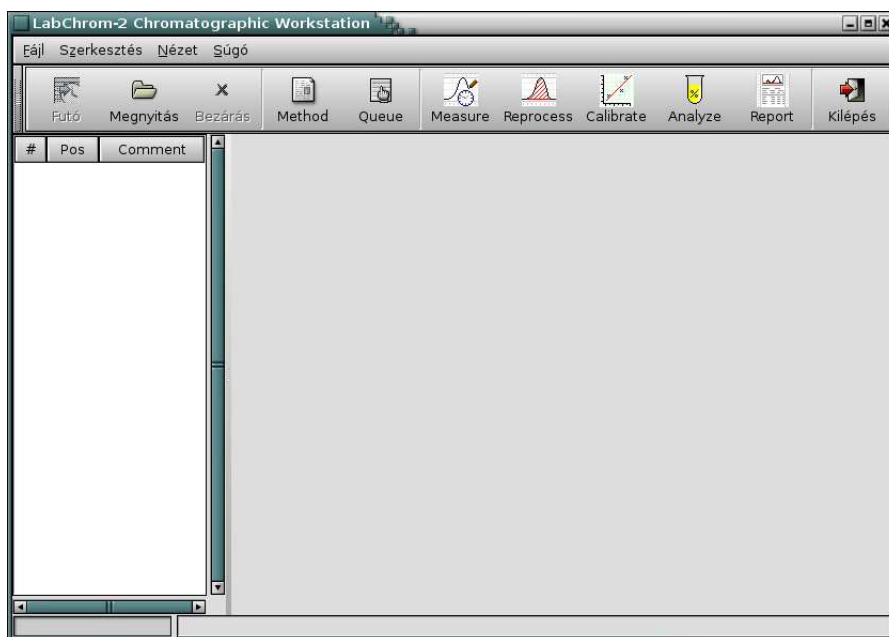 LabChrom-2 Chromatographic Workstation
Fájl Szerkesztés Nézet Súgó
Futó Megnyitás Bezárás Method Queue Measure Reprocess Calibrate Analyze Report Kilépés
# Pos Comment